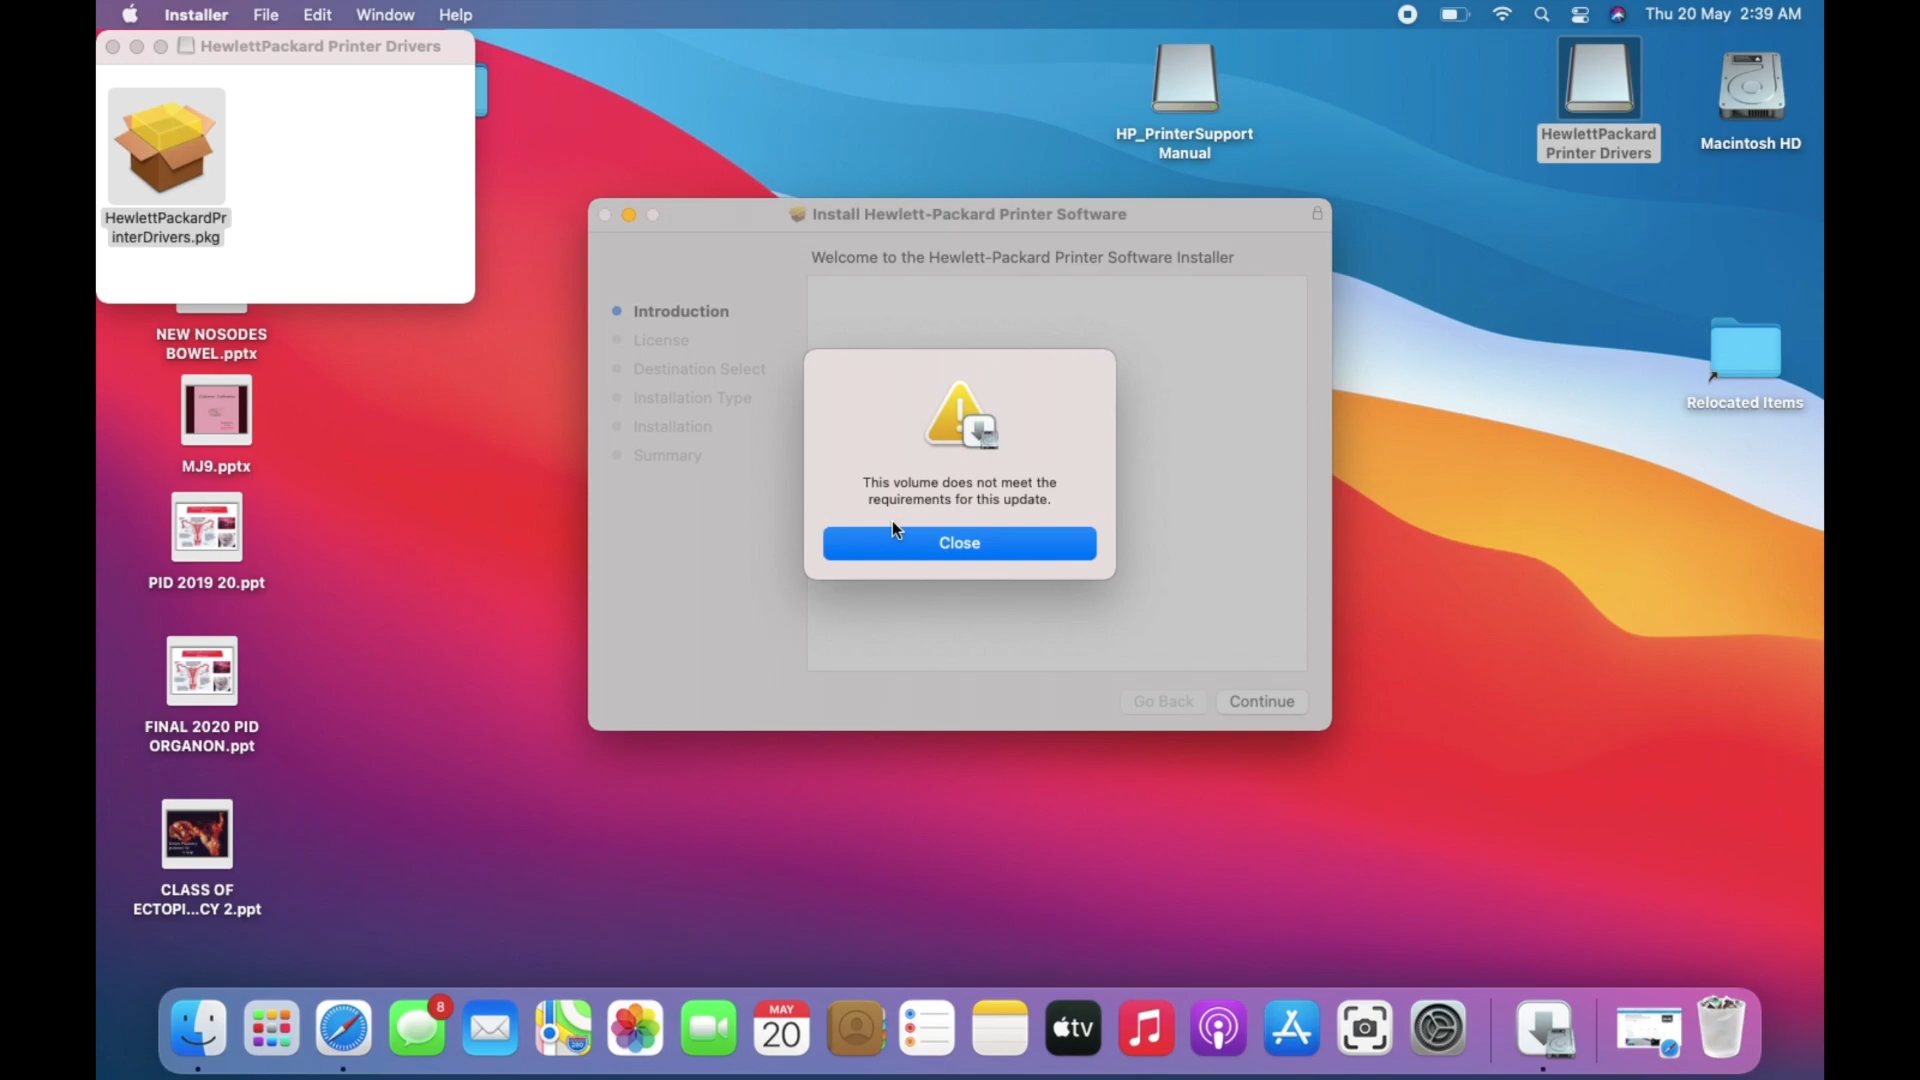 Installer File Edit Window Help
Thu 20 May 2:39 AM
HewlettPackard Printer Drivers
HewlettPackardPr
interDrivers.pkg
HP_PrinterSupport
Manual
HewlettPackard
Printer Drivers
Macintosh HD
Relocated Items
NEW NOSODES
BOWEL.pptx
MJ9.pptx
PID 2019 20.ppt
FINAL 2020 PID
ORGANON.ppt
CLASS OF
ECTOPI...CY 2.ppt
Install Hewlett-Packard Printer Software
Welcome to the Hewlett-Packard Printer Software Installer
Introduction
License
Destination Select
Installation Type
Installation
Summary
This volume does not meet the
requirements for this update.
Close
Go Back
Continue
8
MAY
20
tv